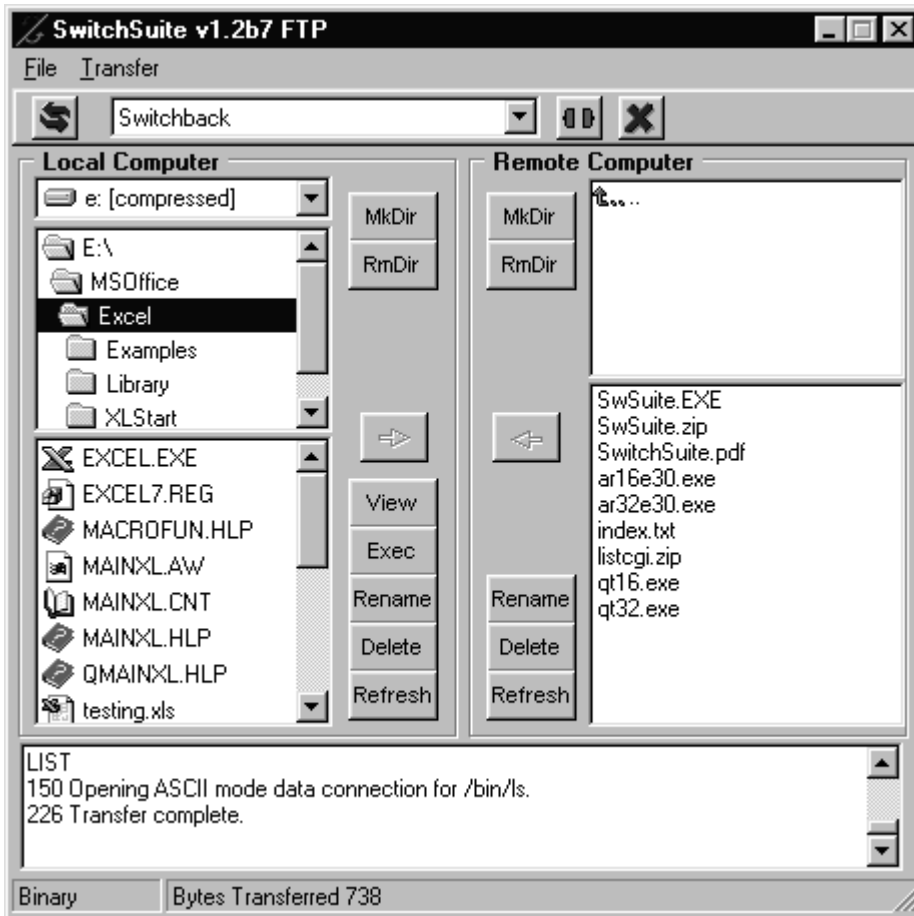 SwitchSuite v1.2b7 FTP
File Transfer
Switchback
Local Computer
e: [compressed]
E:\
MSOffice
Excel
Examples
Library
XLStart
EXCEL.EXE
EXCEL7.REG
MACROFUN.HLP
MAINXL.AW
MAINXL.CNT
MAINXL.HLP
QMAINXL.HLP
testing.xls
MkDir
RmDir
View
Exec
Rename
Delete
Refresh
Remote Computer
MkDir
RmDir
Rename
Delete
Refresh
..
SwSuite.EXE
SwSuite.zip
SwitchSuite.pdf
ar16e30.exe
ar32e30.exe
index.txt
listcgi.zip
qt16.exe
qt32.exe
LIST
150 Opening ASCII mode data connection for /bin/ls.
226 Transfer complete.
Binary
Bytes Transferred 738